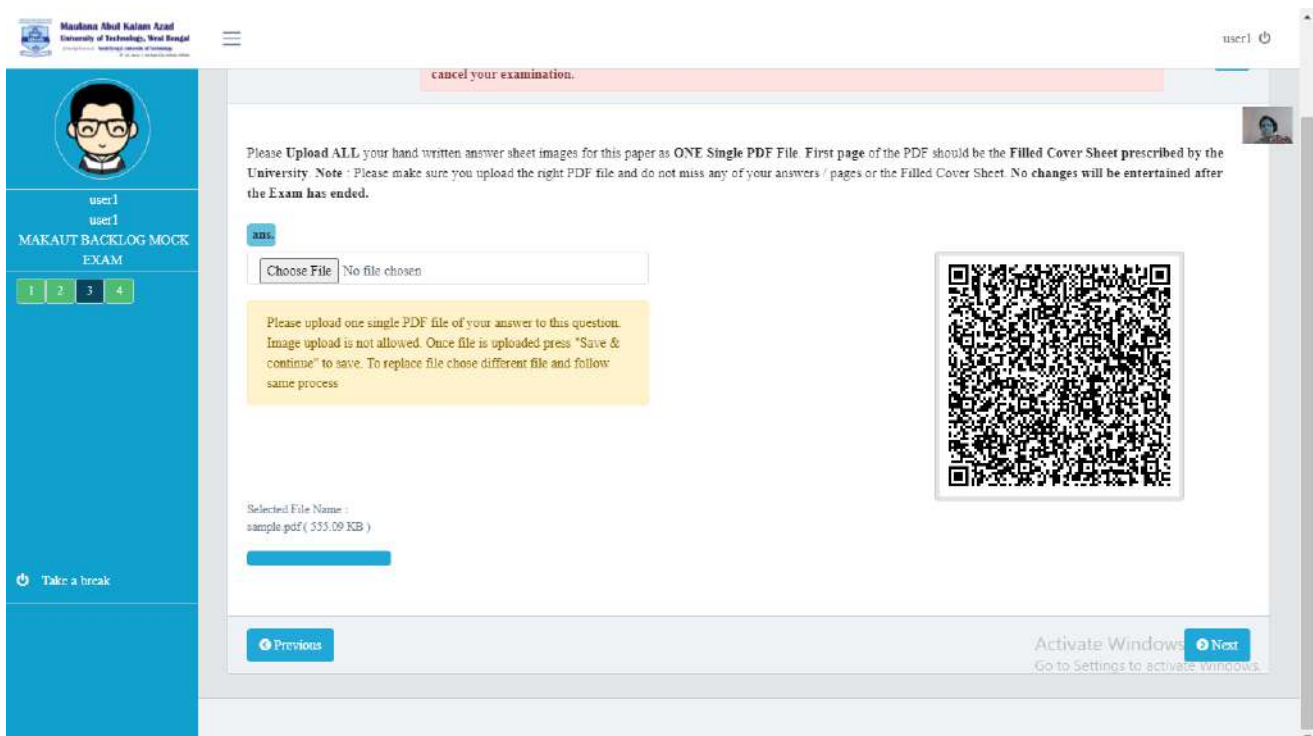 Maulana Abul Kalam Azad
University of Technology, West Bengal
user1
cancel your examination.
user1
user1
MAKAUT BACKLOG MOCK
EXAM
1 2 3 4
Take a break
Please Upload ALL your hand written answer sheet images for this paper as ONE Single PDF File. First page of the PDF should be the Filled Cover Sheet prescribed by the
University. Note : Please make sure you upload the right PDF file and do not miss any of your answers / pages or the Filled Cover Sheet. No changes will be entertained after
the Exam has ended.
ans.
Choose File No file chosen
Please upload one single PDF file of your answer to this question.
Image upload is not allowed. Once file is uploaded press "Save &
continue" to save. To replace file chose different file and follow
same process
Selected File Name :
sample.pdf ( 555.09 KB )
Previous
Next
Activate Windows
Go to Settings to activate Windows.